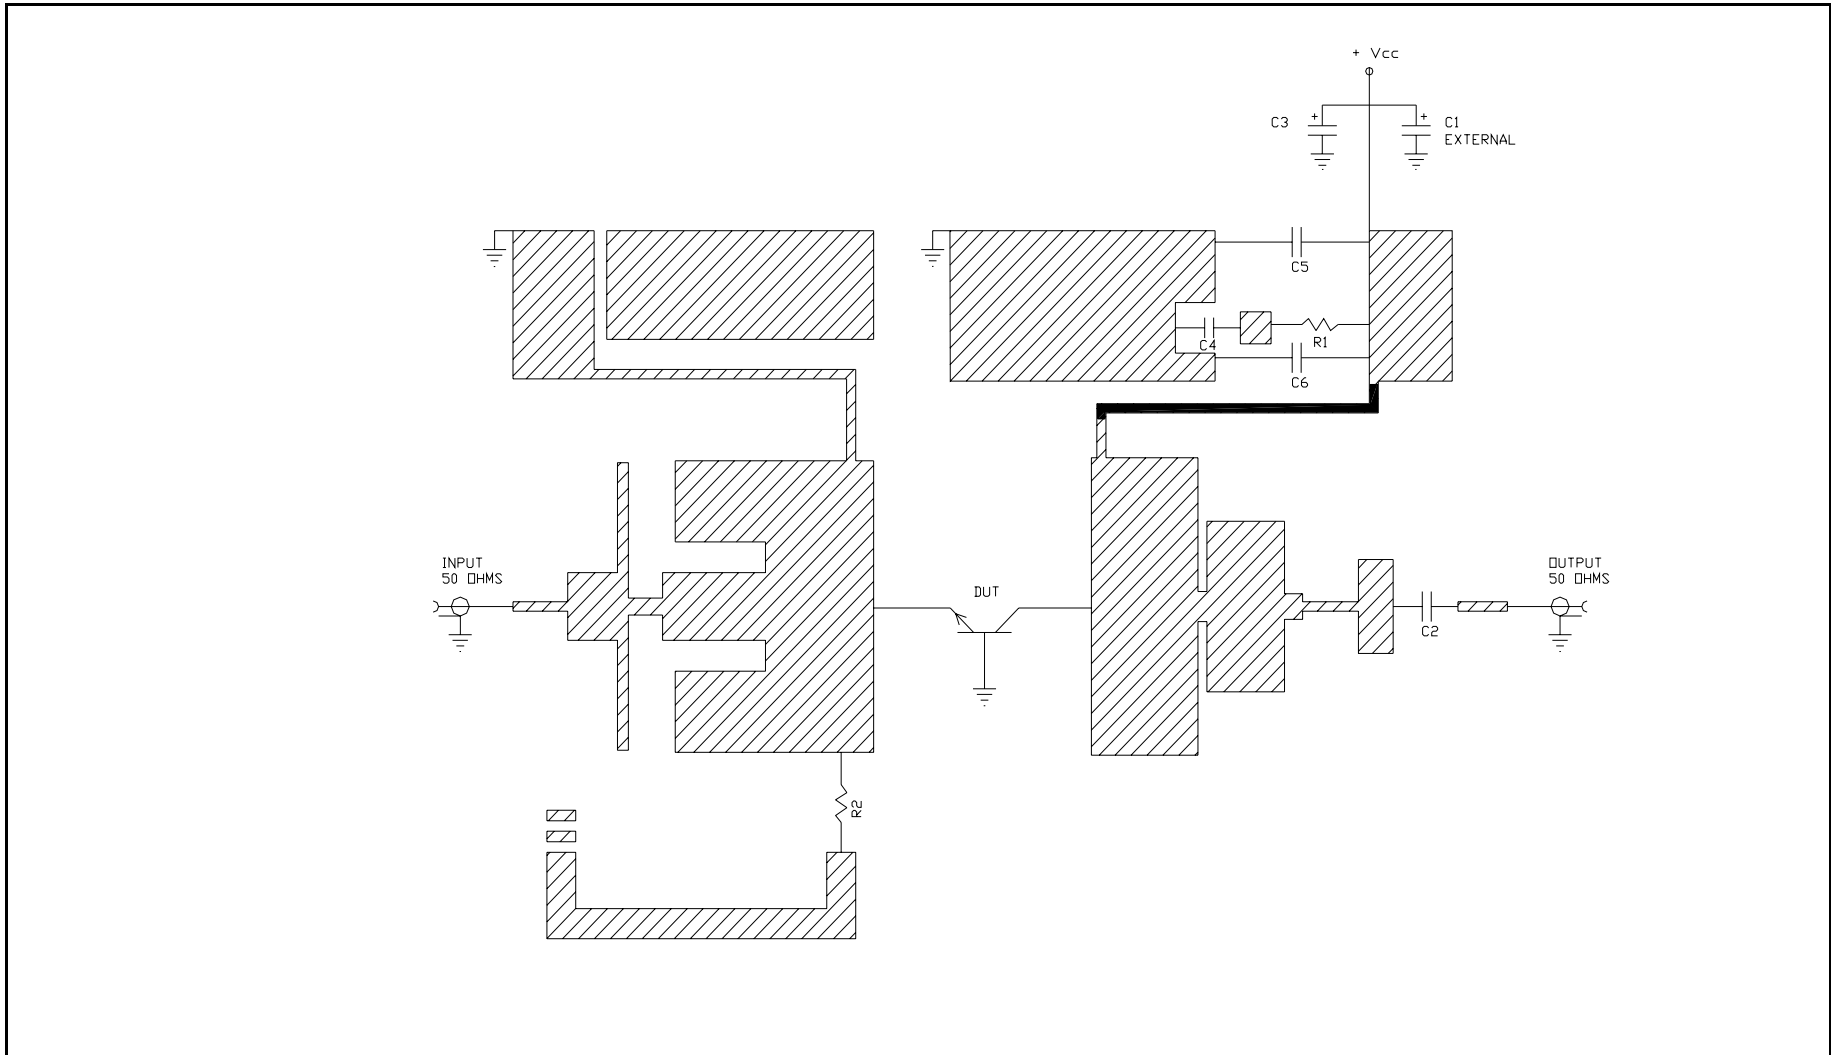 + Vcc
C3
+
+
C1
EXTERNAL
C5
C4
R1
C6
INPUT
50 OHMS
DUT
OUTPUT
50 OHMS
C2
R2